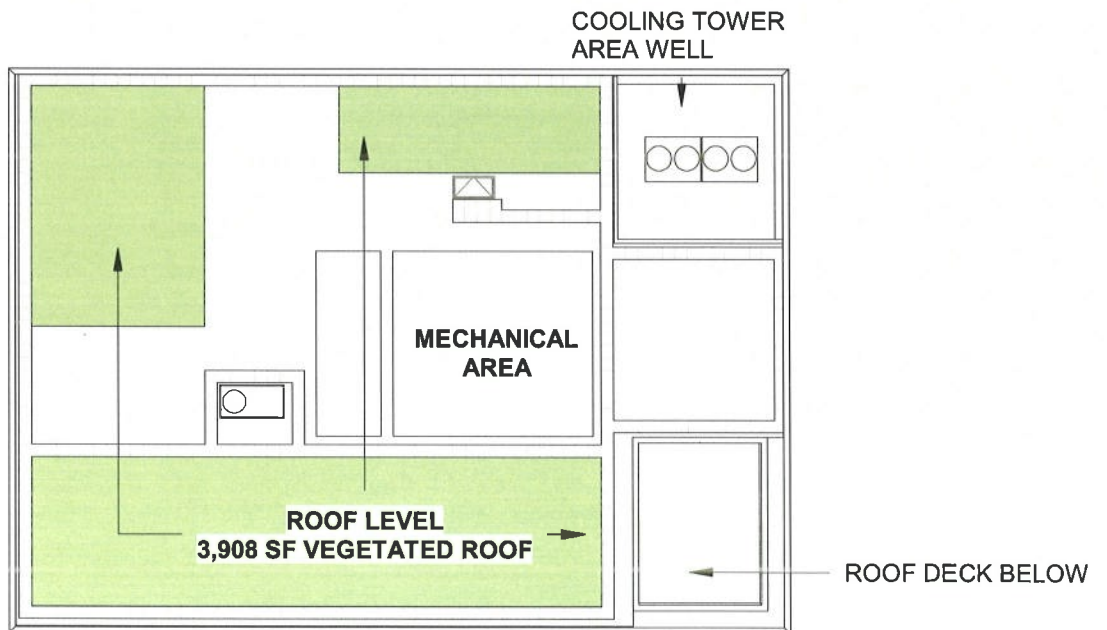 COOLING TOWER
AREA WELL
MECHANICAL
AREA
ROOF LEVEL
3,908 SF VEGETATED ROOF
ROOF DECK BELOW